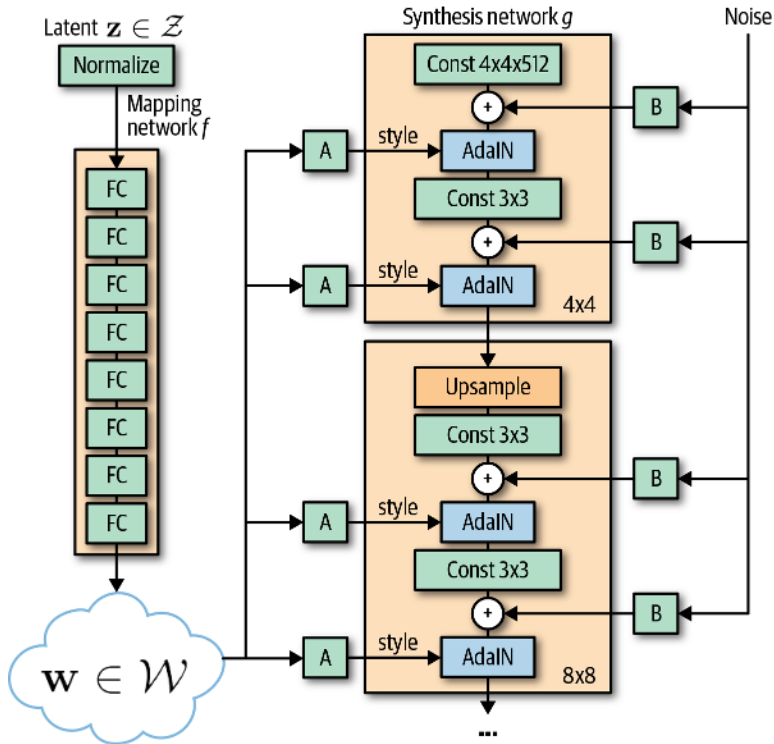 Latent z ∈ Z
Normalize
Mapping
network f
FC
FC
FC
FC
FC
FC
FC
FC
w ∈ W
Synthesis network g
Noise
Const 4x4x512
B
A
style
AdaIN
Const 3x3
B
A
style
AdaIN
4x4
Upsample
Const 3x3
B
A
style
AdaIN
Const 3x3
B
A
style
AdaIN
8x8
...